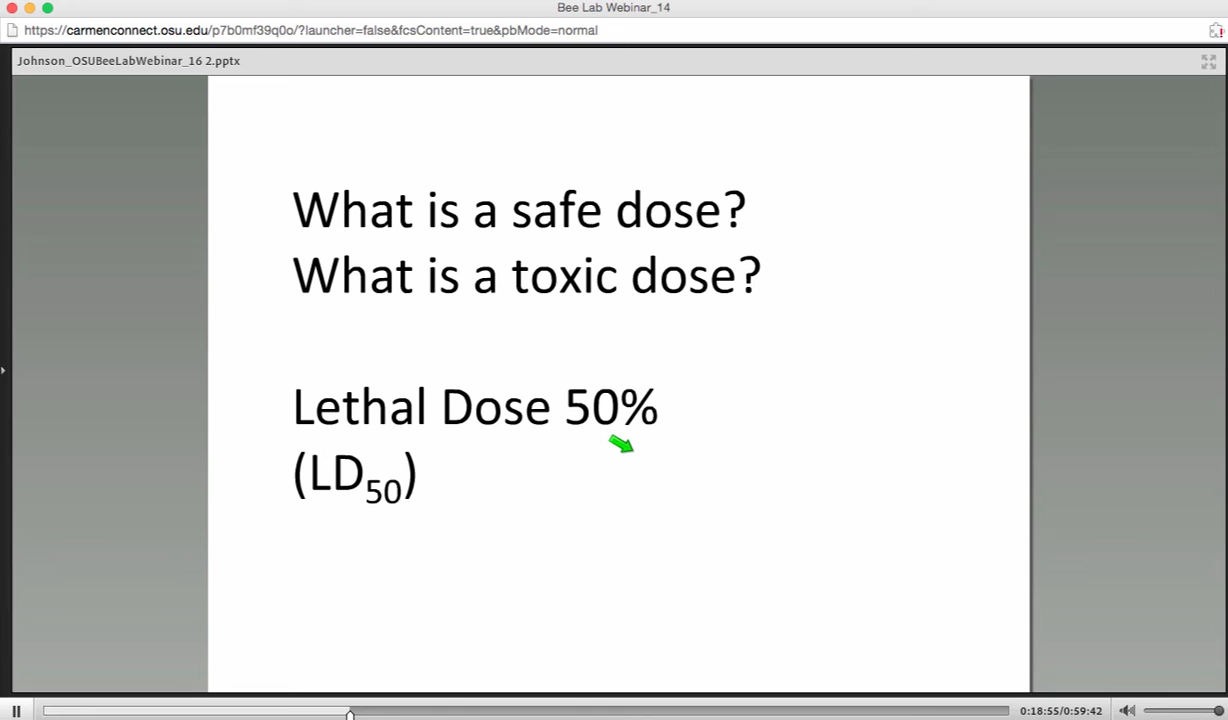 Bee Lab Webinar_14
https://carmenconnect.osu.edu/p7b0mf39q0o/?launcher=false&fcsContent=true&pbMode=normal
Johnson_OSUBeeLabWebinar_16 2.pptx
What is a safe dose?
What is a toxic dose?
Lethal Dose 50%
(LD50)
0:18:55/0:59:42